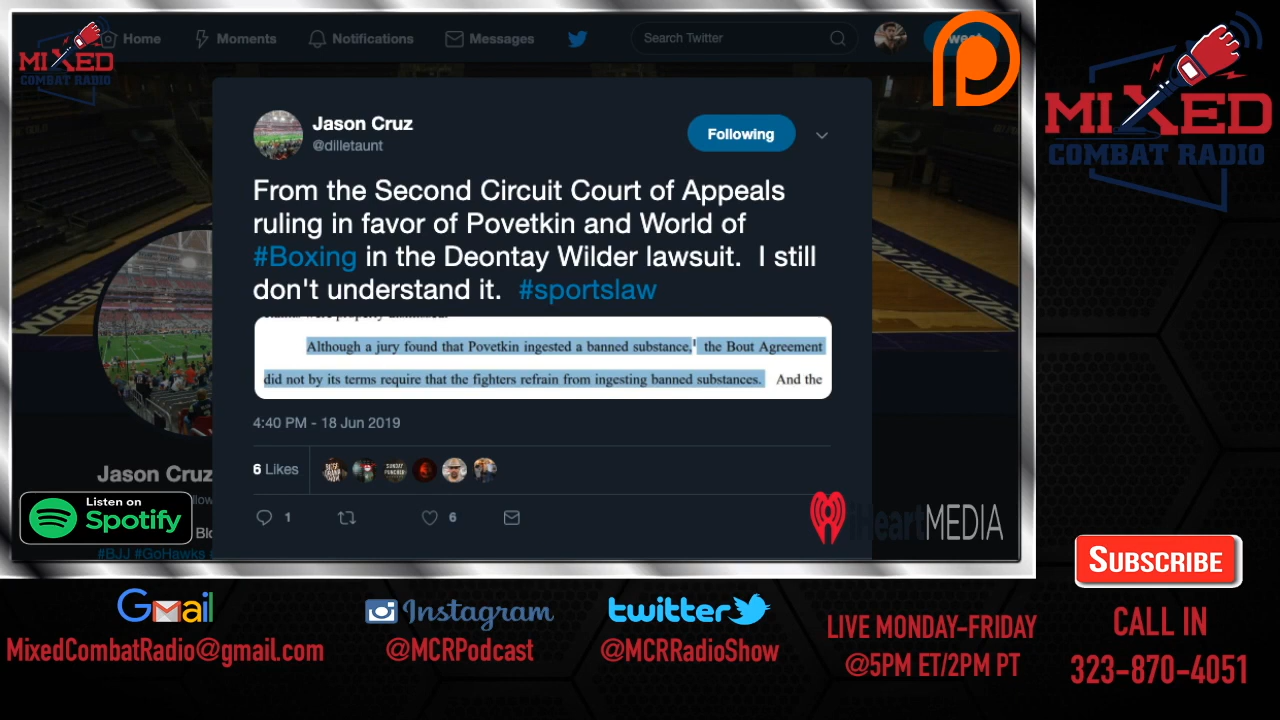 MIXED
COMBAT RADIO
Home
Moments
Notifications
Messages
Search Twitter
Jason Cruz
@dilletaunt
Following
From the Second Circuit Court of Appeals
ruling in favor of Povetkin and World of
#Boxing in the Deontay Wilder lawsuit. I still
don't understand it. #sportslaw
Although a jury found that Povetkin ingested a banned substance,¹ the Bout Agreement
did not by its terms require that the fighters refrain from ingesting banned substances. And the
4:40 PM - 18 Jun 2019
6 Likes
1
6
Jason Cruz
Listen on
Spotify
#BJJ #GoHawks
iHeartMEDIA
MIXED
COMBAT RADIO
SUBSCRIBE
Gmail
MixedCombatRadio@gmail.com
Instagram
@MCRPodcast
twitter
@MCRRadioShow
LIVE MONDAY-FRIDAY
@5PM ET/2PM PT
CALL IN
323-870-4051